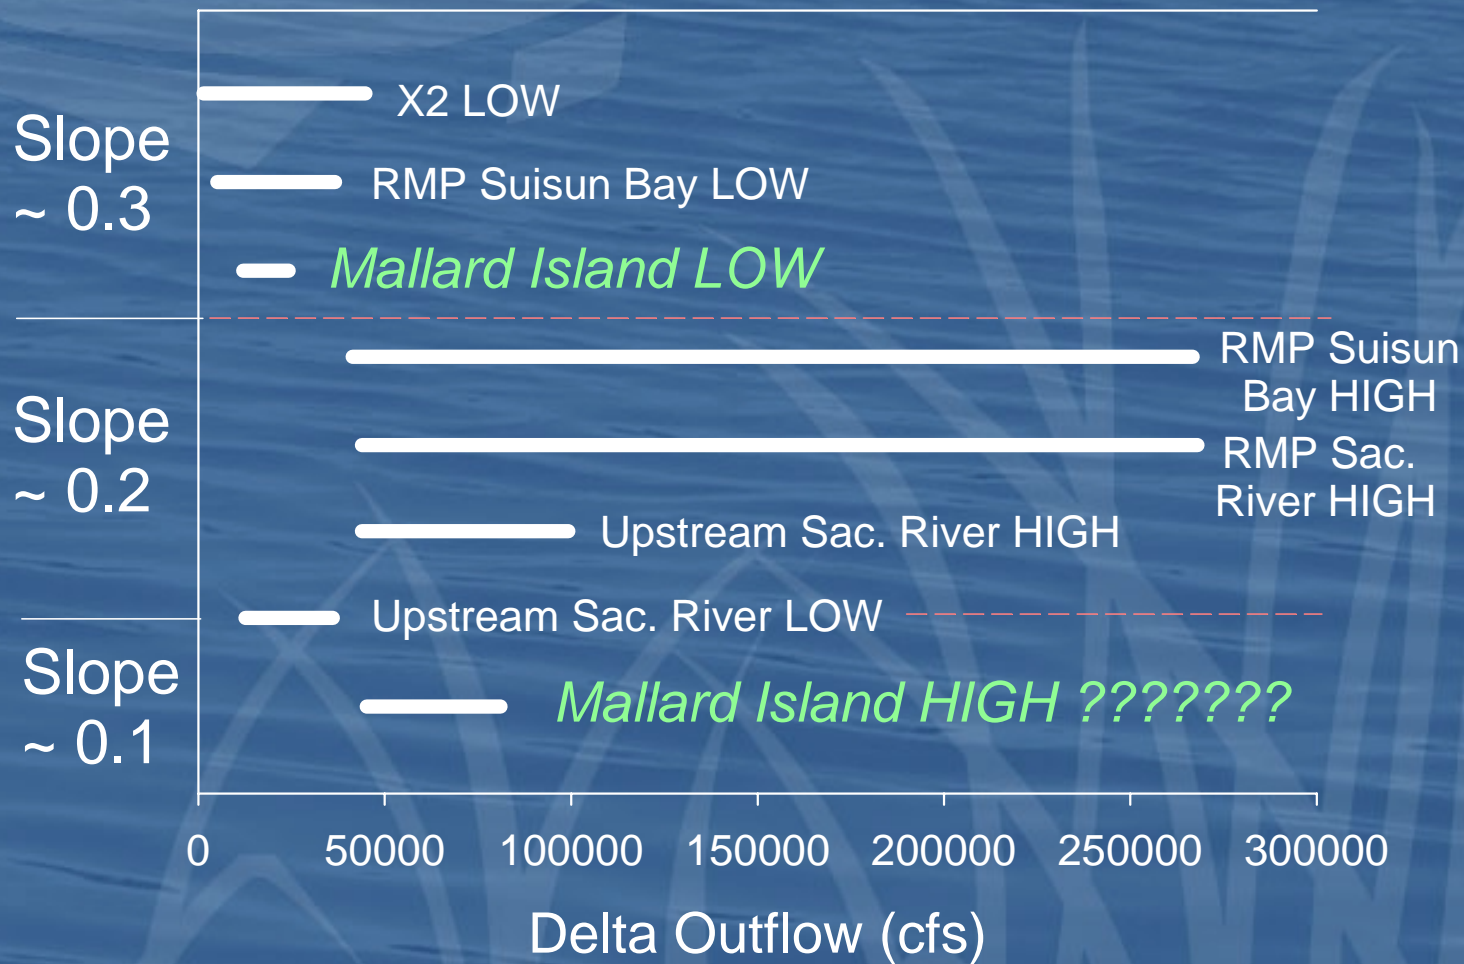 X2 LOW
Slope
~ 0.3
RMP Suisun Bay LOW
Mallard Island LOW
RMP Suisun
Bay HIGH
Slope
~ 0.2
RMP Sac.
River HIGH
Upstream Sac. River HIGH
Upstream Sac. River LOW
Slope
~ 0.1
Mallard Island HIGH ???????
0 50000 100000 150000 200000 250000 300000
Delta Outflow (cfs)